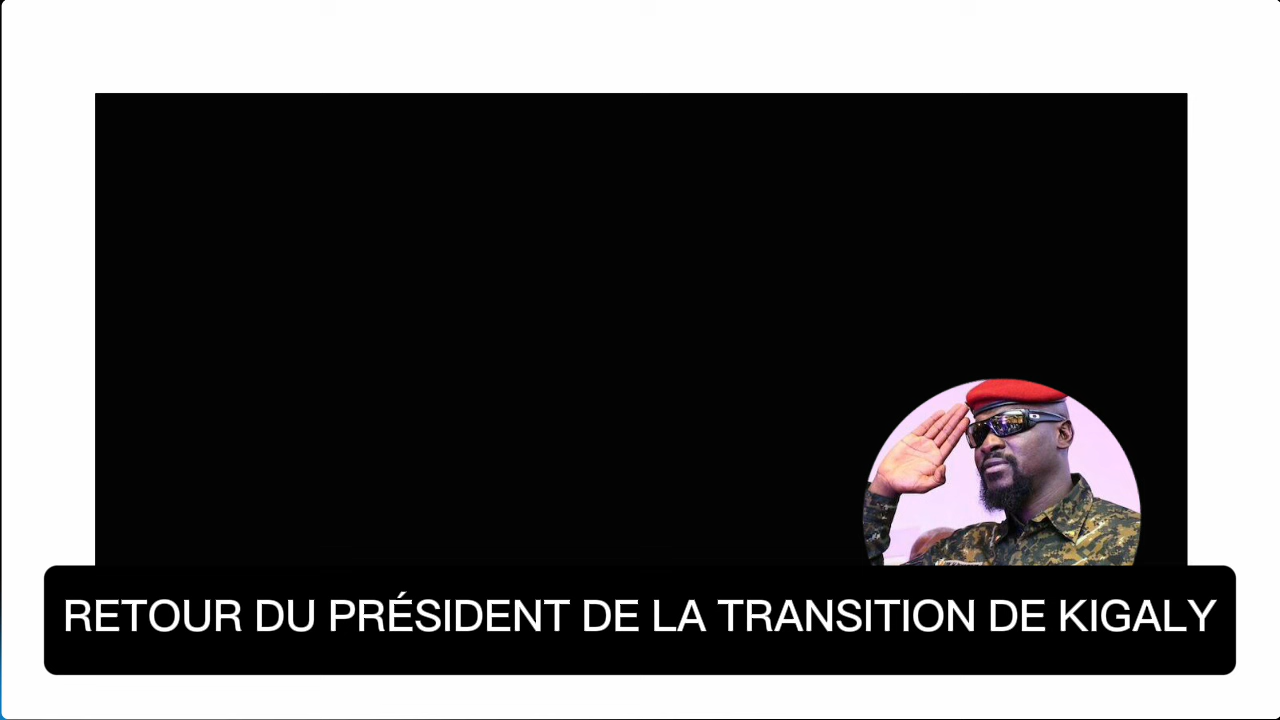 RETOUR DU PRÉSIDENT DE LA TRANSITION DE KIGALY